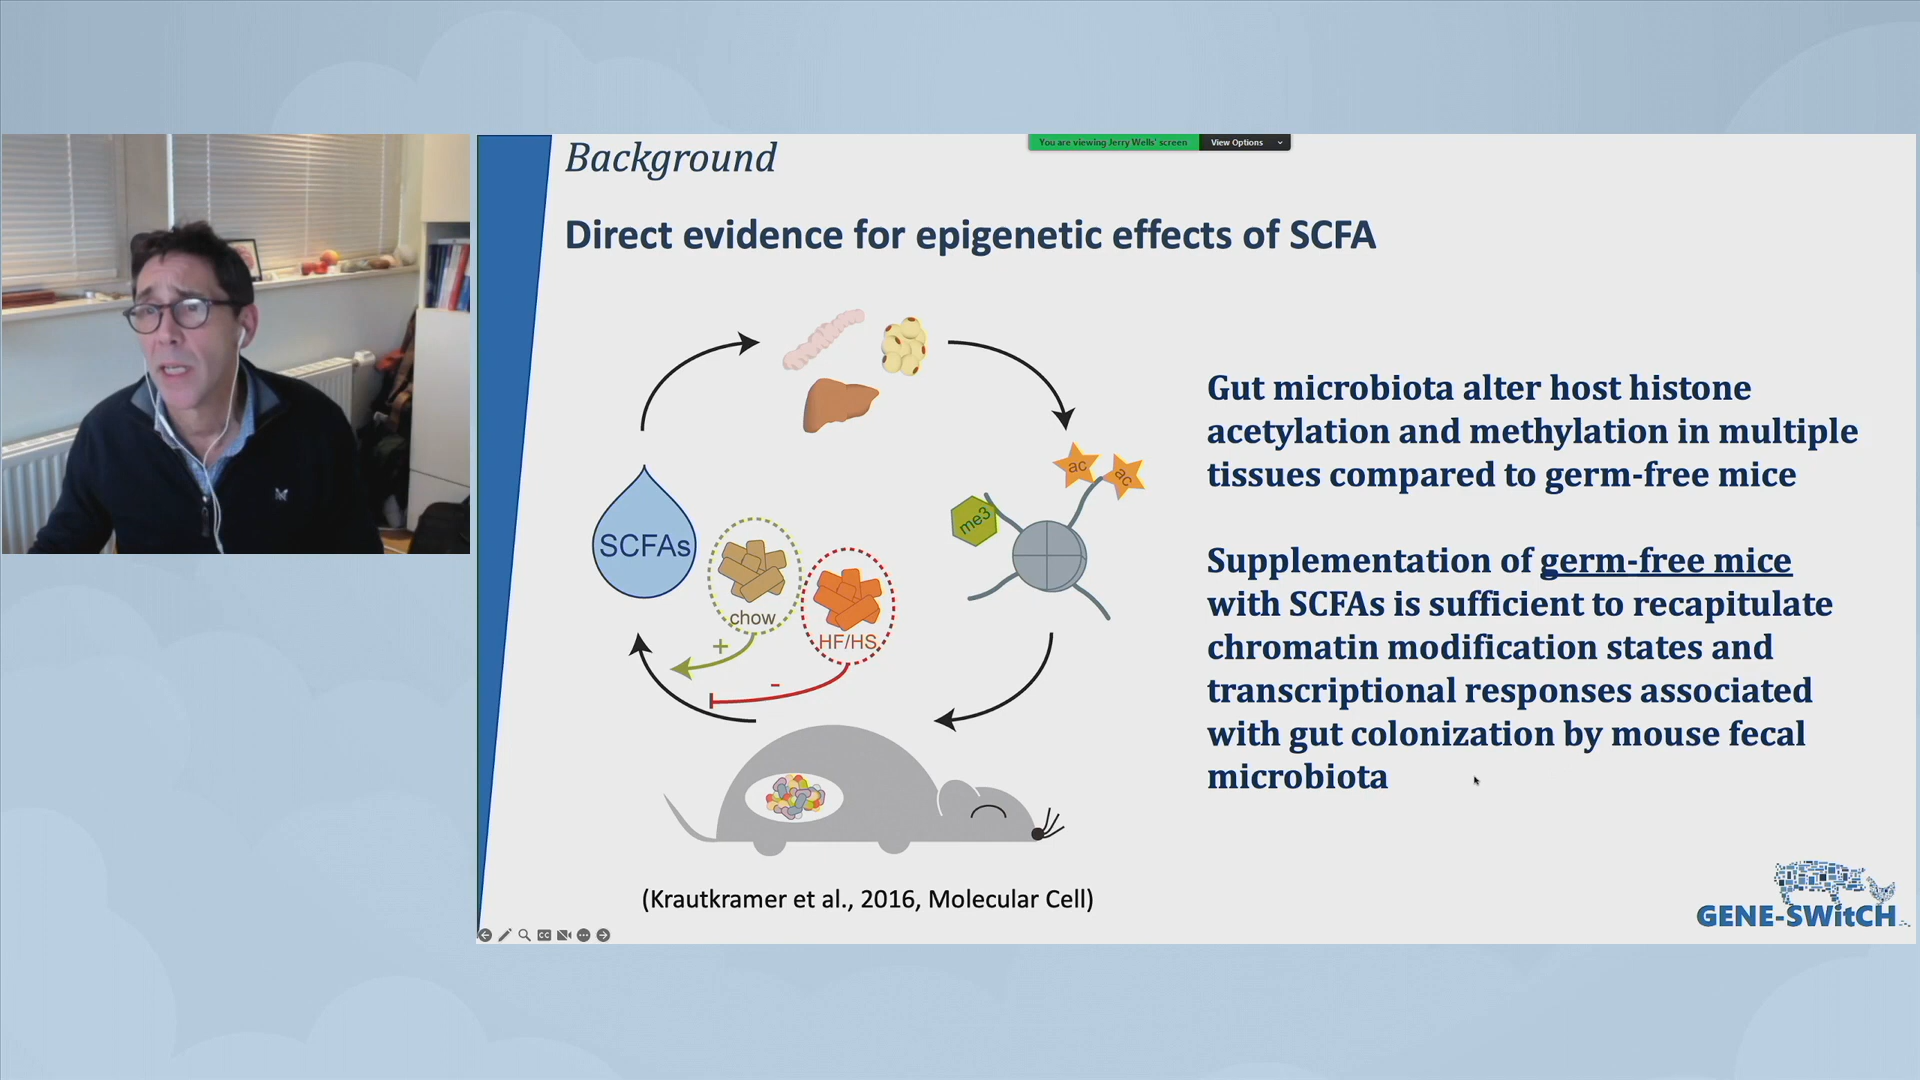 Background
You are viewing Jerry Wells' screen
View Options
Direct evidence for epigenetic effects of SCFA
ac
ac
me3
SCFAs
chow
HF/HS
+
-
Gut microbiota alter host histone
acetylation and methylation in multiple
tissues compared to germ-free mice
Supplementation of germ-free mice
with SCFAs is sufficient to recapitulate
chromatin modification states and
transcriptional responses associated
with gut colonization by mouse fecal
microbiota
(Krautkramer et al., 2016, Molecular Cell)
GENE-SWitCH
CC